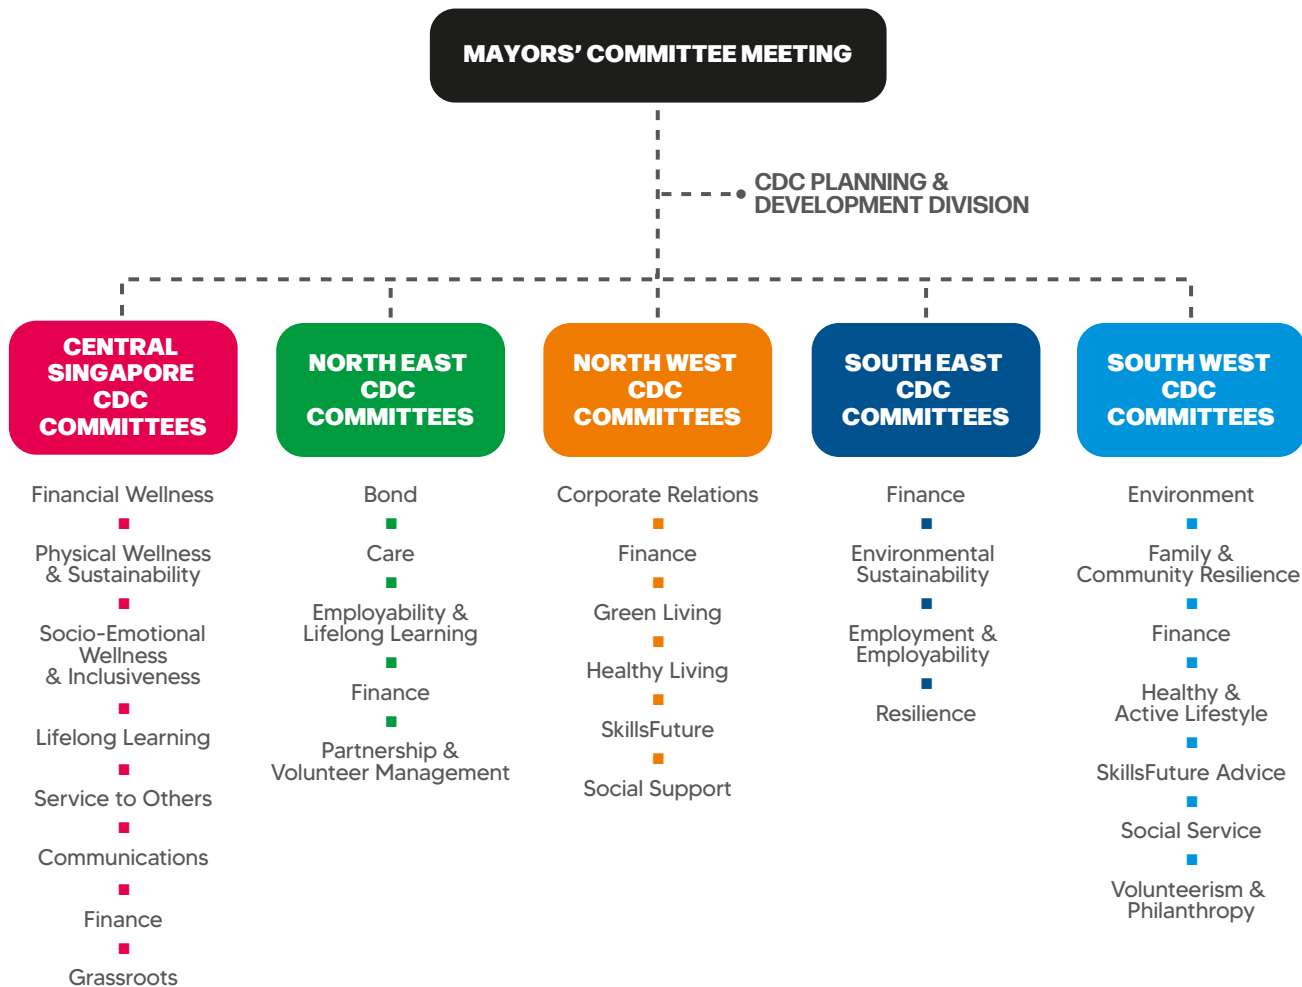 MAYORS’ COMMITTEE MEETING
CDC PLANNING &
DEVELOPMENT DIVISION
CENTRAL
SINGAPORE
CDC
COMMITTEES
Financial Wellness
Physical Wellness
& Sustainability
Socio-Emotional
Wellness
& Inclusiveness
Lifelong Learning
Service to Others
Communications
Finance
Grassroots
NORTH EAST
CDC
COMMITTEES
Bond
Care
Employability &
Lifelong Learning
Finance
Partnership &
Volunteer Management
NORTH WEST
CDC
COMMITTEES
Corporate Relations
Finance
Green Living
Healthy Living
SkillsFuture
Social Support
SOUTH EAST
CDC
COMMITTEES
Finance
Environmental
Sustainability
Employment &
Employability
Resilience
SOUTH WEST
CDC
COMMITTEES
Environment
Family &
Community Resilience
Finance
Healthy &
Active Lifestyle
SkillsFuture Advice
Social Service
Volunteerism &
Philanthropy